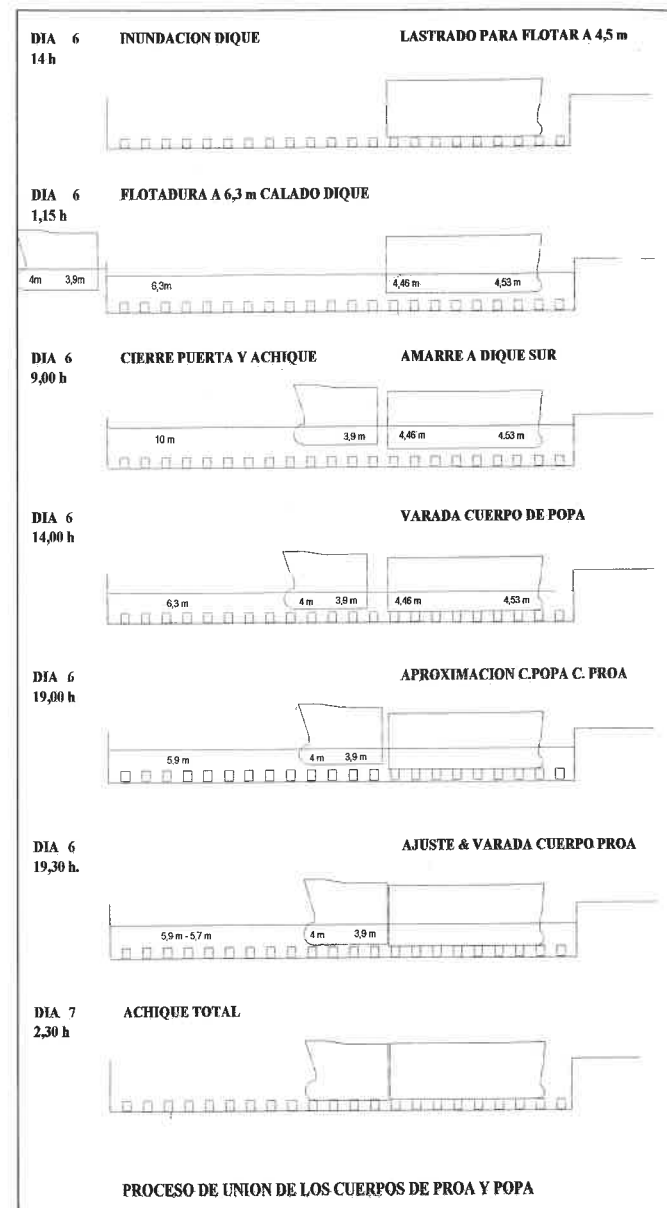 DIA 6 INUNDACION DIQUE LASTRADO PARA FLOTAR A 4,5 m
14 h
DIA 6 FLOTADURA A 6,3 m CALADO DIQUE
1,15 h
4m 3,9m 6,3m 4,46 m 4,53 m
DIA 6 CIERRE PUERTA Y ACHIQUE AMARRE A DIQUE SUR
9,00 h
10 m 3,9 m 4,46 m 4,53 m
DIA 6 VARADA CUERPO DE POPA
14,00 h
6,3 m 4 m 3,9 m 4,46 m 4,53 m
DIA 6 APROXIMACION C.POPA C. PROA
19,00 h
5,9 m 4 m 3,9 m
DIA 6 AJUSTE & VARADA CUERPO PROA
19,30 h.
5,9 m - 5,7 m 4 m 3,9 m
DIA 7 ACHIQUE TOTAL
2,30 h
PROCESO DE UNION DE LOS CUERPOS DE PROA Y POPA